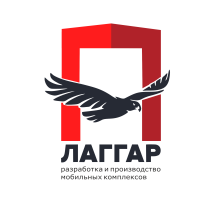 ЛАГГАР
разработка и производство
мобильных комплексов